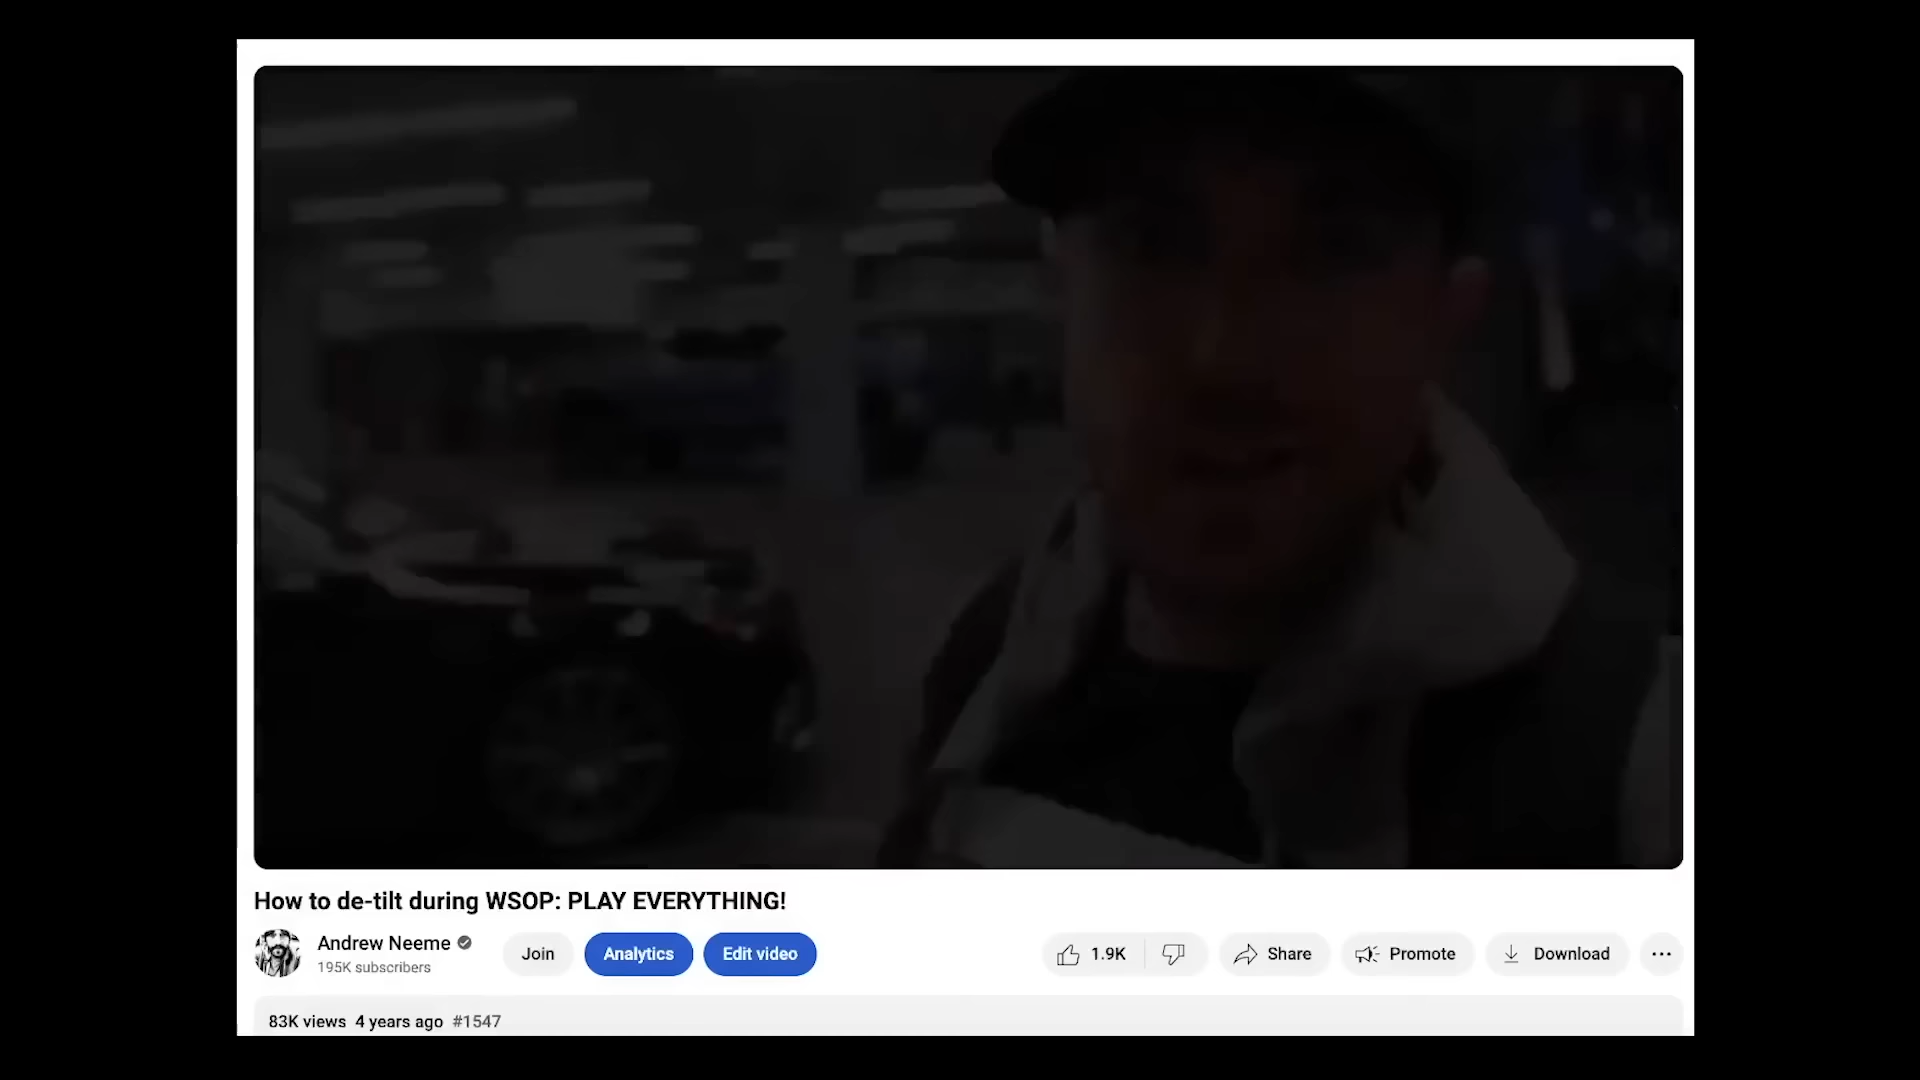 How to de-tilt during WSOP: PLAY EVERYTHING!
Andrew Neeme
195K subscribers
Join
Analytics
Edit video
1.9K
Share
Promote
Download
83K views 4 years ago #1547